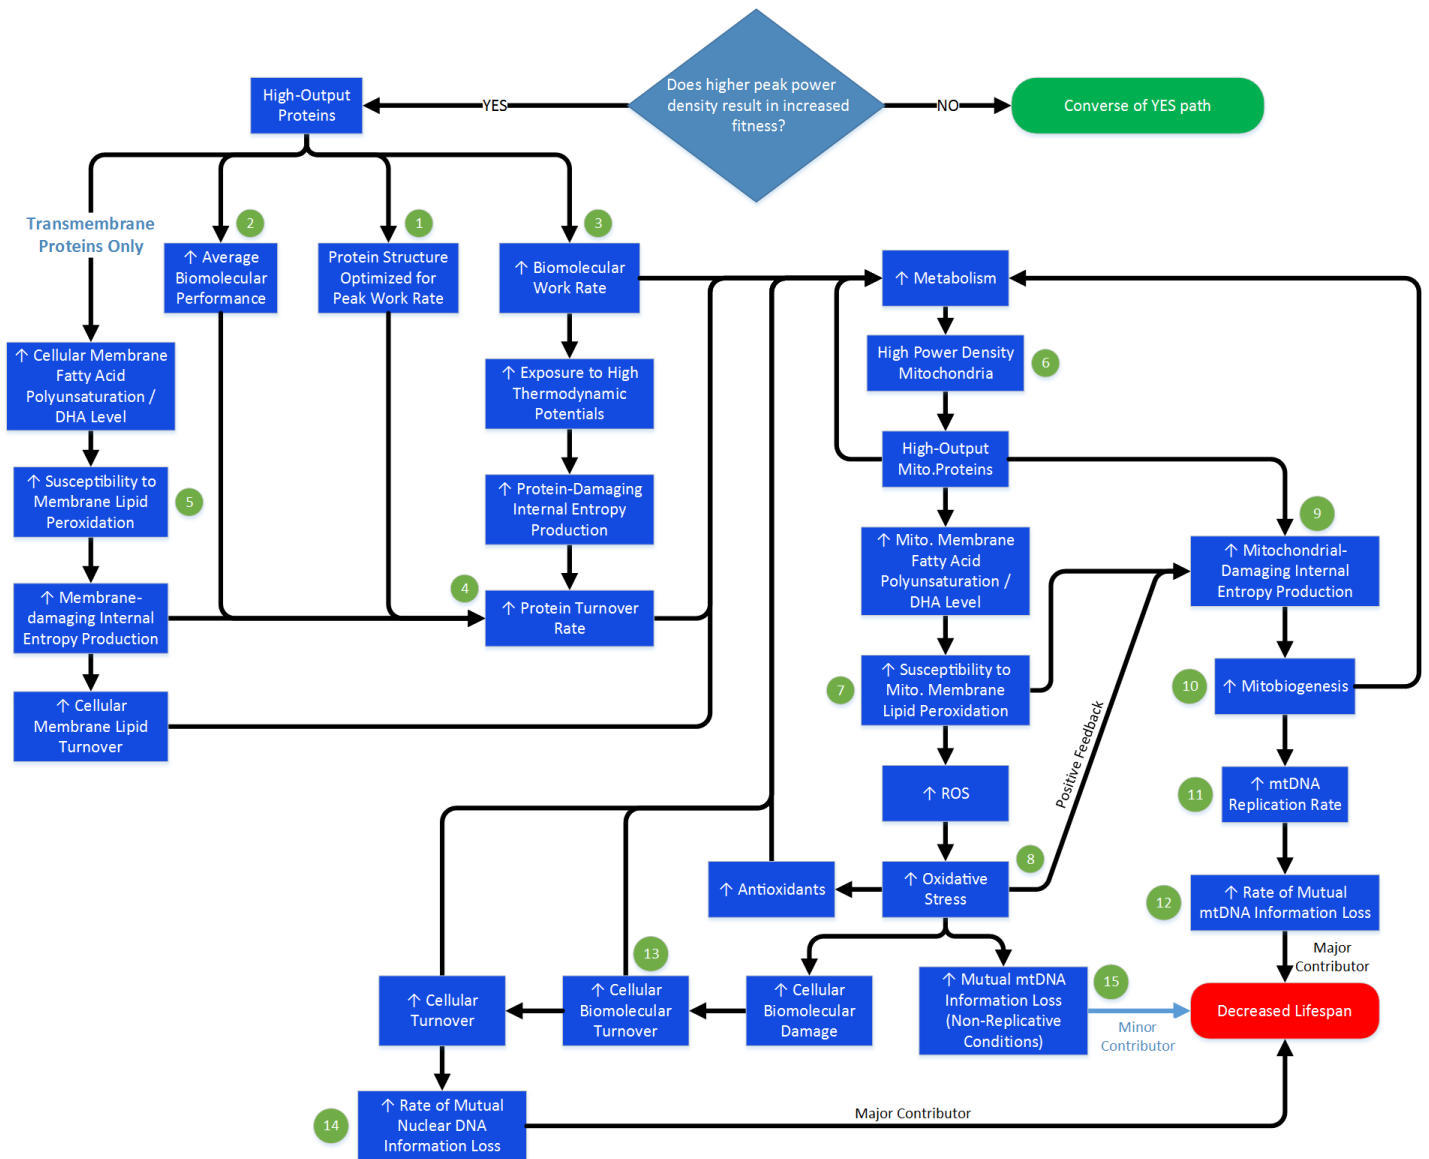 Does higher peak power
density result in increased
fitness?
YES
NO
High-Output
Proteins
Converse of YES path
Transmembrane
Proteins Only
2
1
3
↑ Average
Biomolecular
Performance
Protein Structure
Optimized for
Peak Work Rate
↑ Biomolecular
Work Rate
↑ Metabolism
↑ Cellular Membrane
Fatty Acid
Polyunsaturation /
DHA Level
↑ Exposure to High
Thermodynamic
Potentials
High Power Density
Mitochondria
6
High-Output
Mito.Proteins
↑ Susceptibility to
Membrane Lipid
Peroxidation
5
↑ Protein-Damaging
Internal Entropy
Production
9
↑ Mito. Membrane
Fatty Acid
Polyunsaturation /
DHA Level
↑ Mitochondrial-
Damaging Internal
Entropy Production
↑ Membrane-
damaging Internal
Entropy Production
4
↑ Protein Turnover
Rate
7
↑ Susceptibility to
Mito. Membrane
Lipid Peroxidation
10
↑ Mitobiogenesis
↑ Cellular
Membrane Lipid
Turnover
Positive Feedback
↑ ROS
11
↑ mtDNA
Replication Rate
8
↑ Antioxidants
↑ Oxidative
Stress
12
↑ Rate of Mutual
mtDNA Information Loss
Major
Contributor
13
↑ Cellular
Turnover
↑ Cellular
Biomolecular
Turnover
↑ Cellular
Biomolecular
Damage
↑ Mutual mtDNA
Information Loss
(Non-Replicative
Conditions)
15
Minor
Contributor
Decreased Lifespan
14
↑ Rate of Mutual
Nuclear DNA
Information Loss
Major Contributor